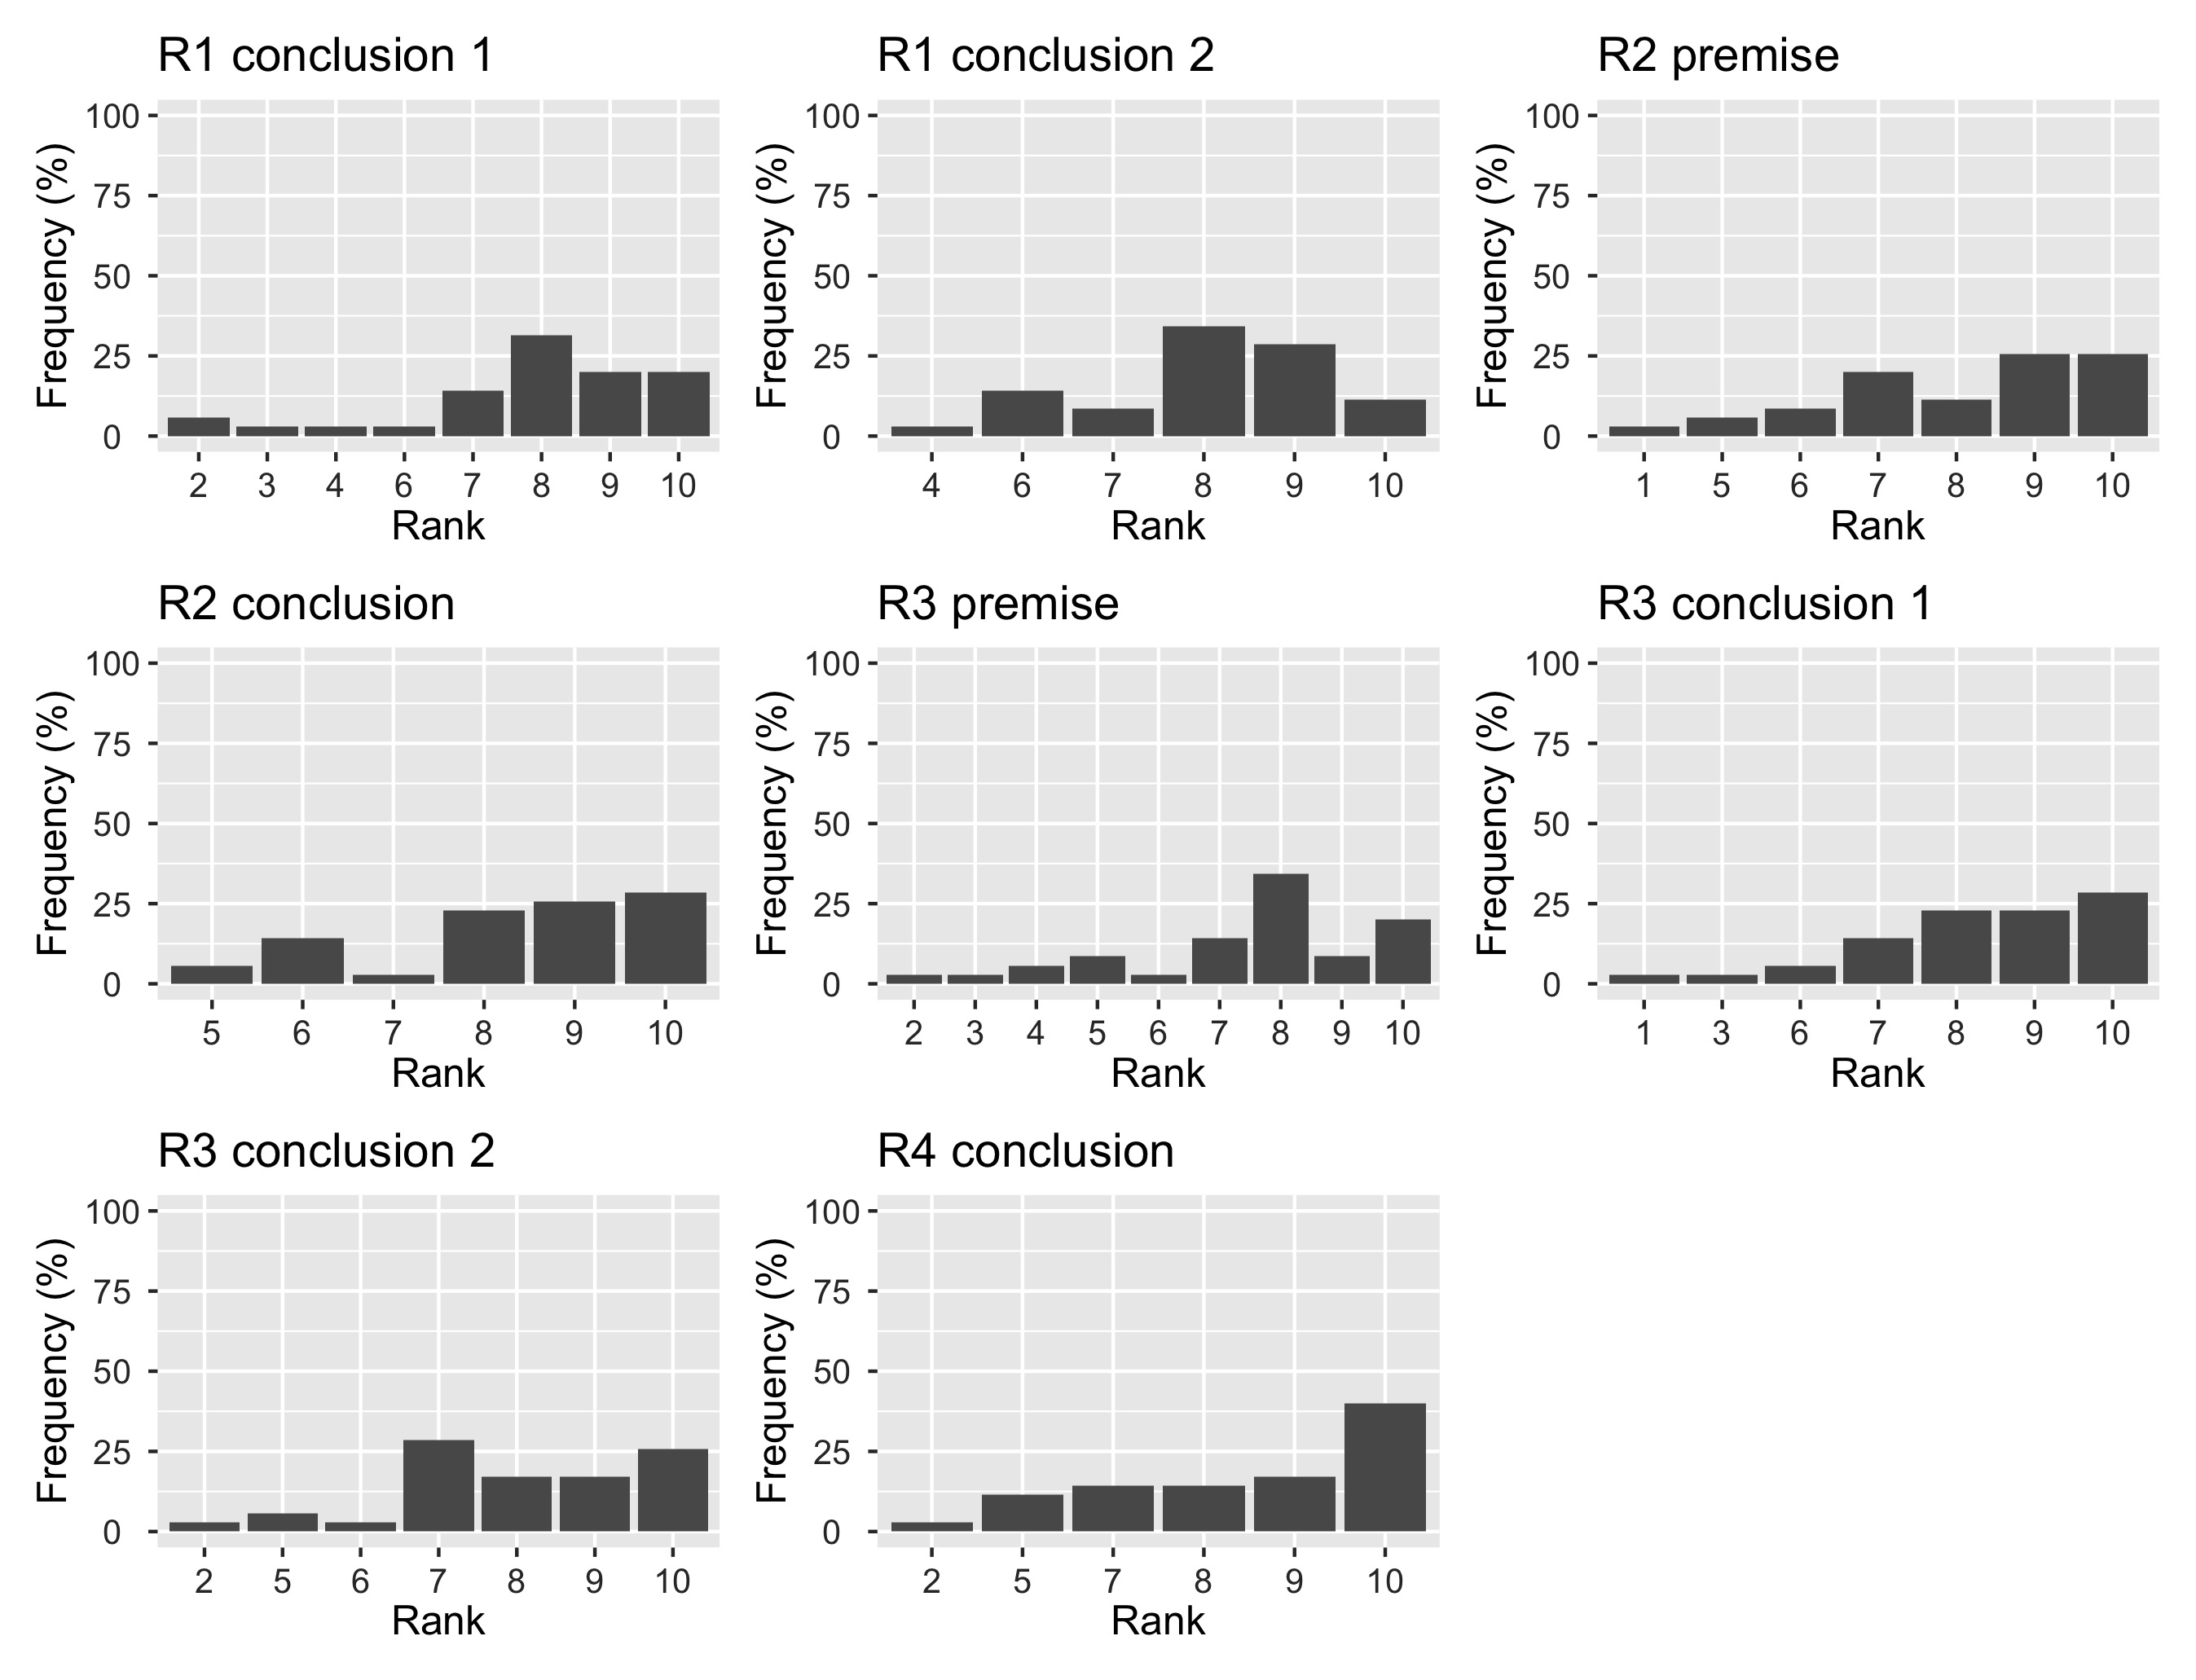 R1 conclusion 1
R1 conclusion 2
R2 premise
Frequency (%)
100
75
50
25
0
2 3 4 6 7 8 9 10
Rank
Frequency (%)
100
75
50
25
0
4 6 7 8 9 10
Rank
Frequency (%)
100
75
50
25
0
1 5 6 7 8 9 10
Rank
R2 conclusion
R3 premise
R3 conclusion 1
Frequency (%)
100
75
50
25
0
5 6 7 8 9 10
Rank
Frequency (%)
100
75
50
25
0
2 3 4 5 6 7 8 9 10
Rank
Frequency (%)
100
75
50
25
0
1 3 6 7 8 9 10
Rank
R3 conclusion 2
R4 conclusion
Frequency (%)
100
75
50
25
0
2 5 6 7 8 9 10
Rank
Frequency (%)
100
75
50
25
0
2 5 7 8 9 10
Rank